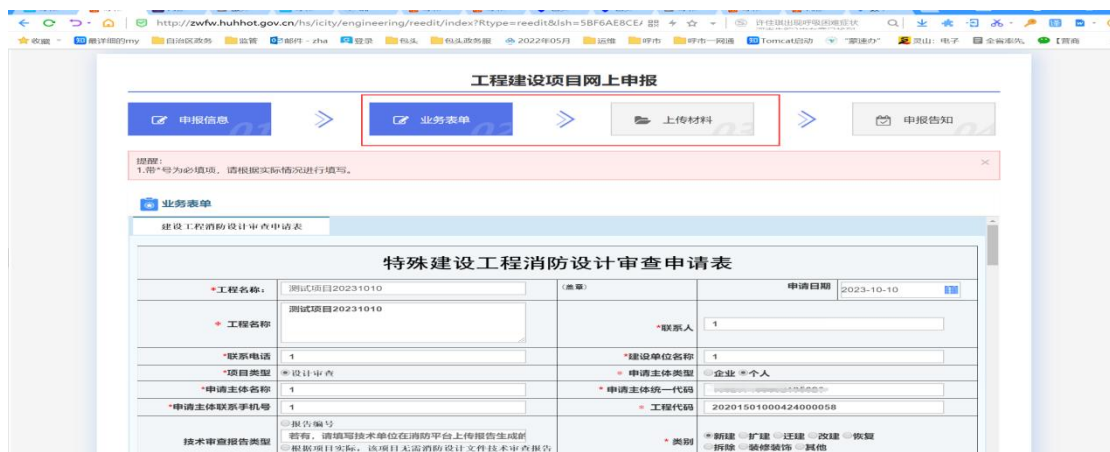 http://zwfw.huhhot.gov.cn/hs/icity/engineering/reedit/index?Rtype=reedit&lsh=5BF6AE8CE/
收藏 最详细的my 自治区政务 监管 邮件 - zha 登录 包头 包头政务服 2022年05月 运维 呼市 呼市一网通 Tomcat启动 "蒙速办" 灵山: 电子 全省率先, 【营商
工程建设项目网上申报
申报信息 01 业务表单 02 上传材料 03 申报告知 04
提醒:
1.带*号为必填项，请根据实际情况进行填写。
业务表单
建设工程消防设计审查申请表
特殊建设工程消防设计审查申请表
*工程名称: 测试项目20231010 (盖章) 申请日期 2023-10-10
* 工程名称 测试项目20231010 *联系人 1
*联系电话 1 *建设单位名称 1
*项目类型 设计审查 * 申请主体类型 企业 个人
*申请主体名称 1 * 申请主体统一代码
*申请主体联系手机号 1 * 工程代码 20201501000424000058
技术审查报告类型 报告编号
若有，请填写技术单位在消防平台上传报告生成的
根据项目实际，该项目无需消防设计文件技术审查报告
* 类别 新建 扩建 迁建 改建 恢复
拆除 装修装饰 其他